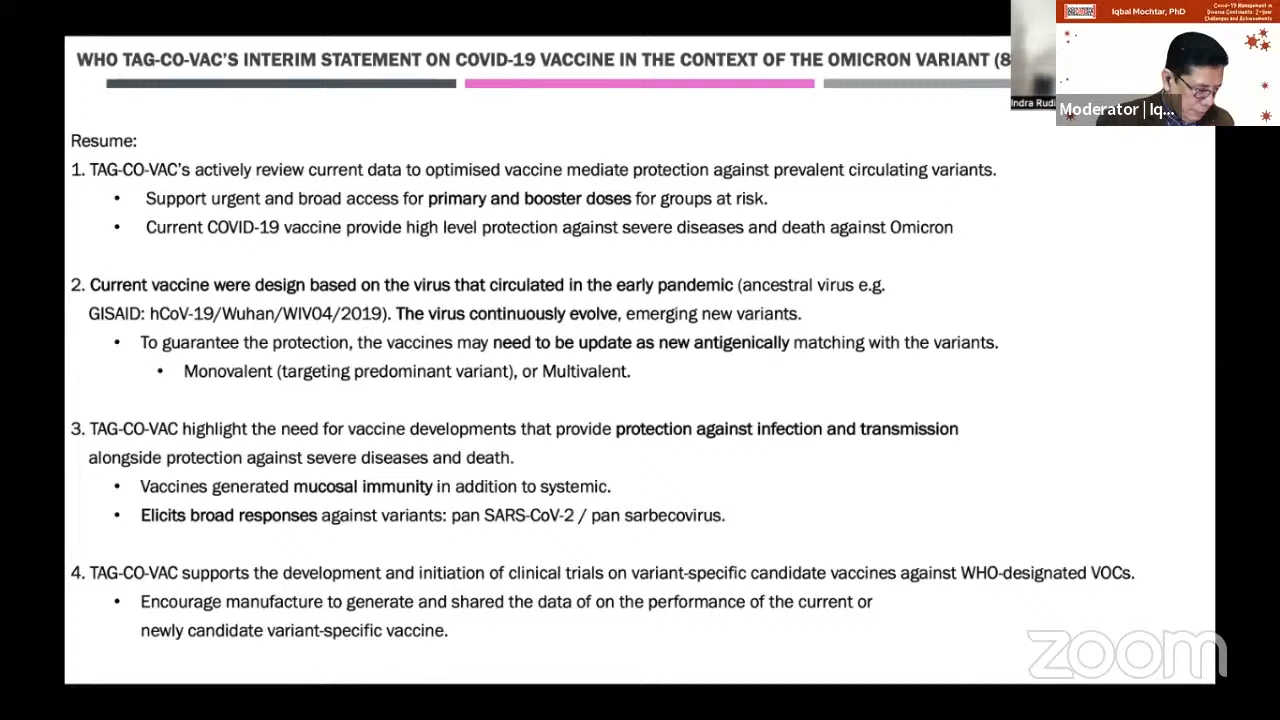 WHO TAG-CO-VAC'S INTERIM STATEMENT ON COVID-19 VACCINE IN THE CONTEXT OF THE OMICRON VARIANT (8
Resume:
1. TAG-CO-VAC's actively review current data to optimised vaccine mediate protection against prevalent circulating variants.
• Support urgent and broad access for primary and booster doses for groups at risk.
• Current COVID-19 vaccine provide high level protection against severe diseases and death against Omicron
2. Current vaccine were design based on the virus that circulated in the early pandemic (ancestral virus e.g.
GISAID: hCoV-19/Wuhan/WIV04/2019). The virus continuously evolve, emerging new variants.
• To guarantee the protection, the vaccines may need to be update as new antigenically matching with the variants.
• Monovalent (targeting predominant variant), or Multivalent.
3. TAG-CO-VAC highlight the need for vaccine developments that provide protection against infection and transmission
alongside protection against severe diseases and death.
• Vaccines generated mucosal immunity in addition to systemic.
• Elicits broad responses against variants: pan SARS-CoV-2 / pan sarbecovirus.
4. TAG-CO-VAC supports the development and initiation of clinical trials on variant-specific candidate vaccines against WHO-designated VOCs.
• Encourage manufacture to generate and shared the data of on the performance of the current or
newly candidate variant-specific vaccine.
Indra Rudi
Iqbal Mochtar, PhD
Covid-19 Management in
Diverse Continents: 2-Year
Challenges and Achievements
Moderator | Iq...
zoom